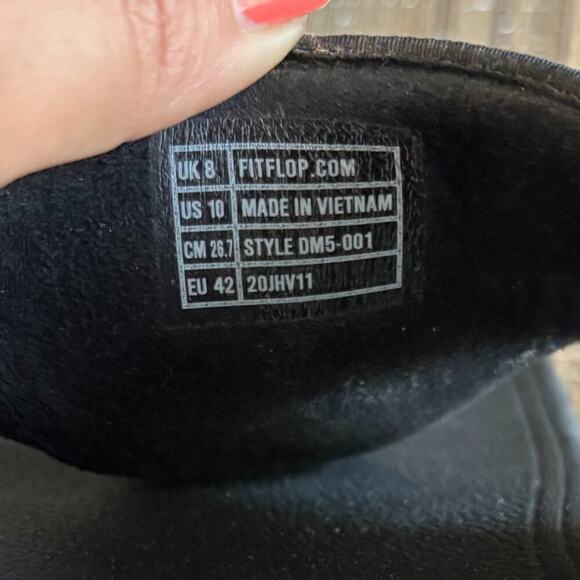 UK 8 FITFLOP.COM
US 10 MADE IN VIETNAM
CM 26.7 STYLE DM5-001
EU 42 20JHV11